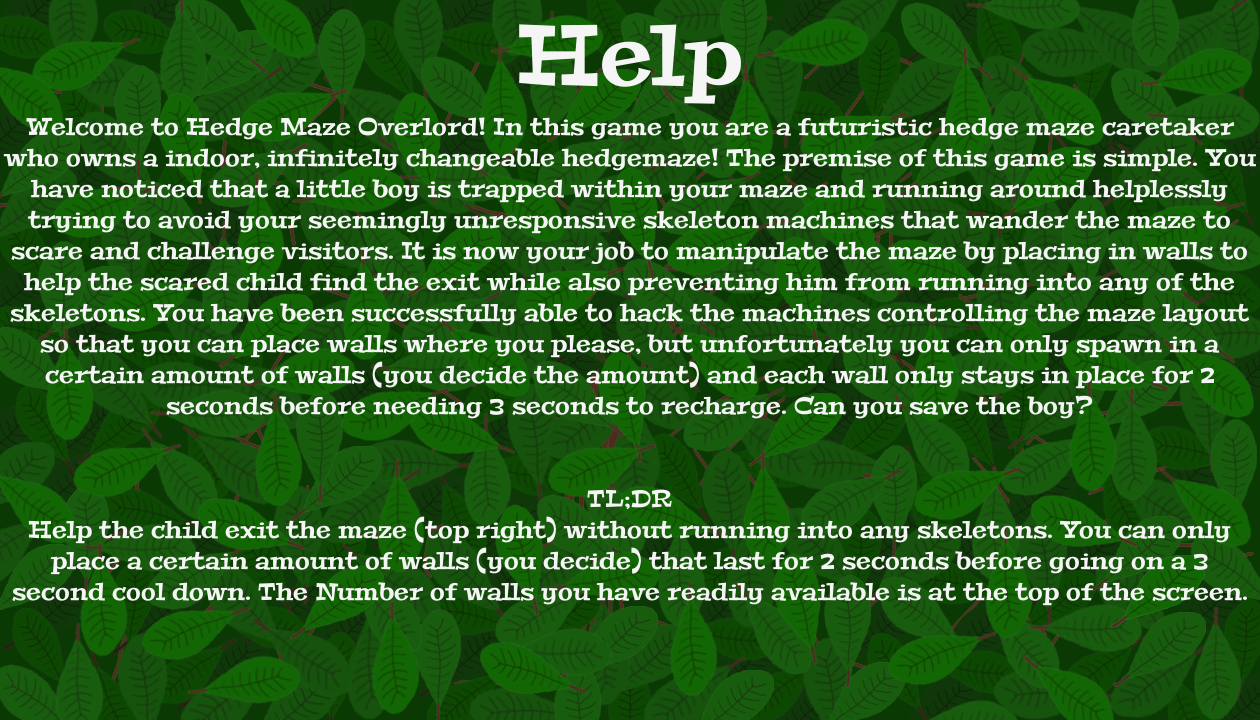 Help
Welcome to Hedge Maze Overlord! In this game you are a futuristic hedge maze caretaker
who owns a indoor, infinitely changeable hedgemaze! The premise of this game is simple. You
have noticed that a little boy is trapped within your maze and running around helplessly
trying to avoid your seemingly unresponsive skeleton machines that wander the maze to
scare and challenge visitors. It is now your job to manipulate the maze by placing in walls to
help the scared child find the exit while also preventing him from running into any of the
skeletons. You have been successfully able to hack the machines controlling the maze layout
so that you can place walls where you please, but unfortunately you can only spawn in a
certain amount of walls (you decide the amount) and each wall only stays in place for 2
seconds before needing 3 seconds to recharge. Can you save the boy?
TL;DR
Help the child exit the maze (top right) without running into any skeletons. You can only
place a certain amount of walls (you decide) that last for 2 seconds before going on a 3
second cool down. The Number of walls you have readily available is at the top of the screen.